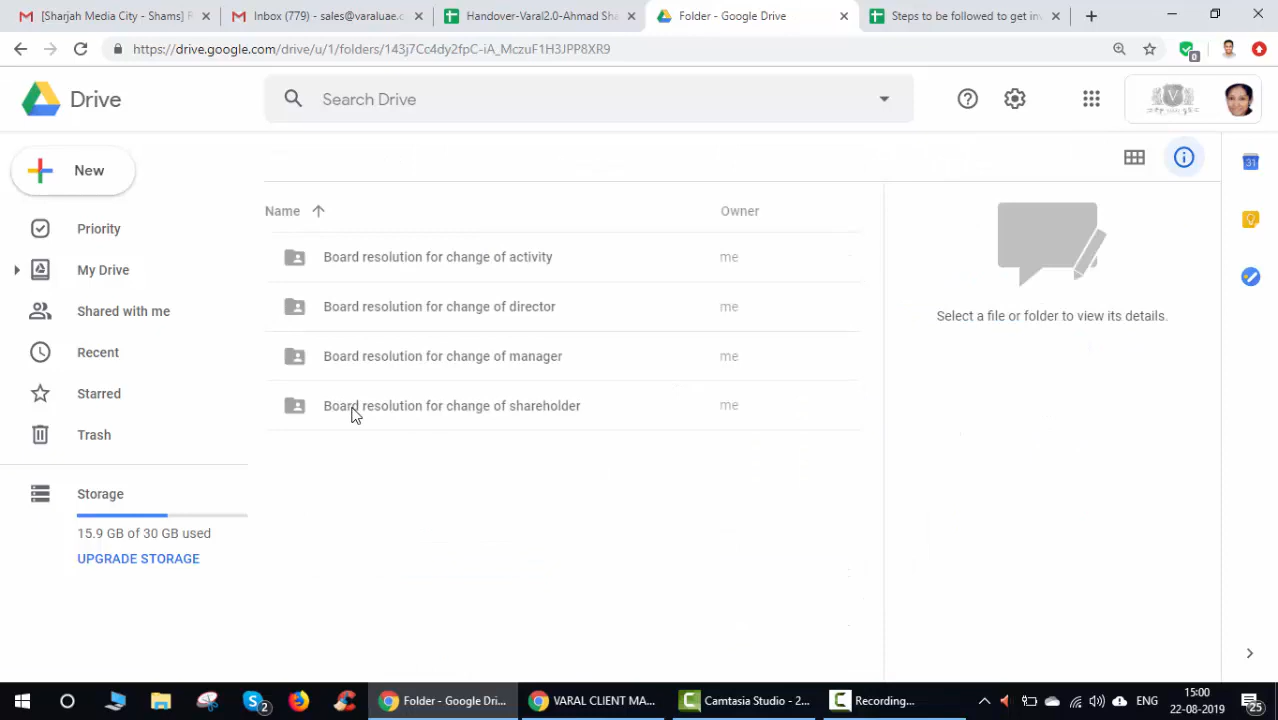 [Sharjah Media City - Shams] R
Inbox (779) - sales@varaluae.
Handover-Varal2.0-Ahmad Sha
Folder - Google Drive
Steps to be followed to get in
https://drive.google.com/drive/u/1/folders/143j7Cc4dy2fpC-iA_MczuF1H3JPP8XR9
0
Drive
Search Drive
V
31
New
Priority
My Drive
Shared with me
Recent
Starred
Trash
Storage
15.9 GB of 30 GB used
UPGRADE STORAGE
Name
Owner
Board resolution for change of activity
me
Board resolution for change of director
me
Board resolution for change of manager
me
Board resolution for change of shareholder
me
Select a file or folder to view its details.
2
Folder - Google Dri...
VARAL CLIENT MA...
Camtasia Studio - 2...
Recording...
ENG
15:00
22-08-2019
25